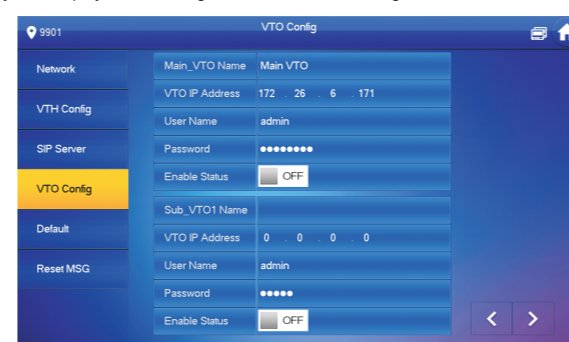 9901 VTO Config
Network
VTH Config
SIP Server
VTO Config
Default
Reset MSG
Main_VTO Name Main VTO
VTO IP Address 172 . 26 . 6 . 171
User Name admin
Password ••••••••
Enable Status OFF
Sub_VTO1 Name
VTO IP Address 0 . 0 . 0 . 0
User Name admin
Password •••••
Enable Status OFF